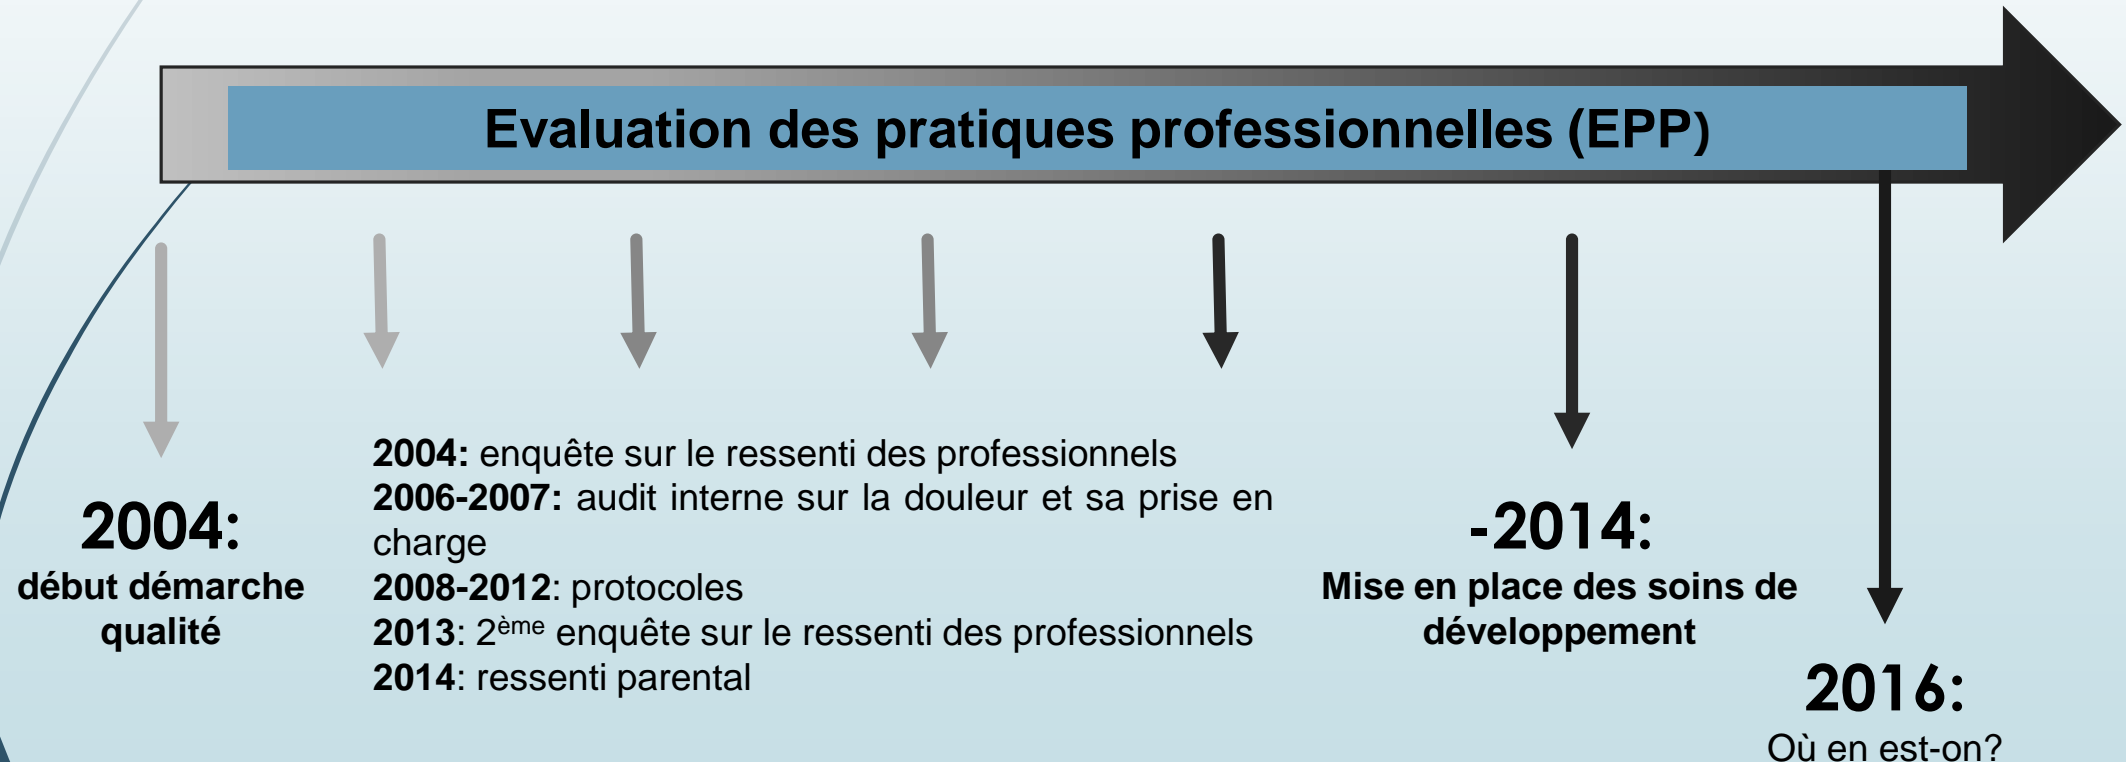 Evaluation des pratiques professionnelles (EPP)
2004:
début démarche
qualité
2004: enquête sur le ressenti des professionnels
2006-2007: audit interne sur la douleur et sa prise en
charge
2008-2012: protocoles
2013: 2ème enquête sur le ressenti des professionnels
2014: ressenti parental
-2014:
Mise en place des soins de
développement
2016:
Où en est-on?